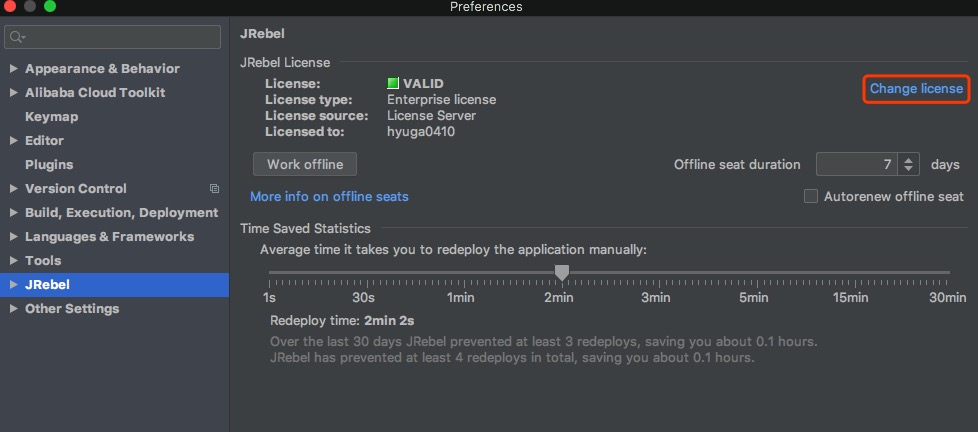 Preferences
Appearance & Behavior
Alibaba Cloud Toolkit
Keymap
Editor
Plugins
Version Control
Build, Execution, Deployment
Languages & Frameworks
Tools
JRebel
Other Settings
JRebel
JRebel License
License: VALID
License type: Enterprise license
License source: License Server
Licensed to: hyuga0410
Change license
Work offline
Offline seat duration 7 days
More info on offline seats
Autorenew offline seat
Time Saved Statistics
Average time it takes you to redeploy the application manually:
1s 30s 1min 2min 3min 5min 15min 30min
Redeploy time: 2min 2s
Over the last 30 days JRebel prevented at least 3 redeploys, saving you about 0.1 hours.
JRebel has prevented at least 4 redeploys in total, saving you about 0.1 hours.